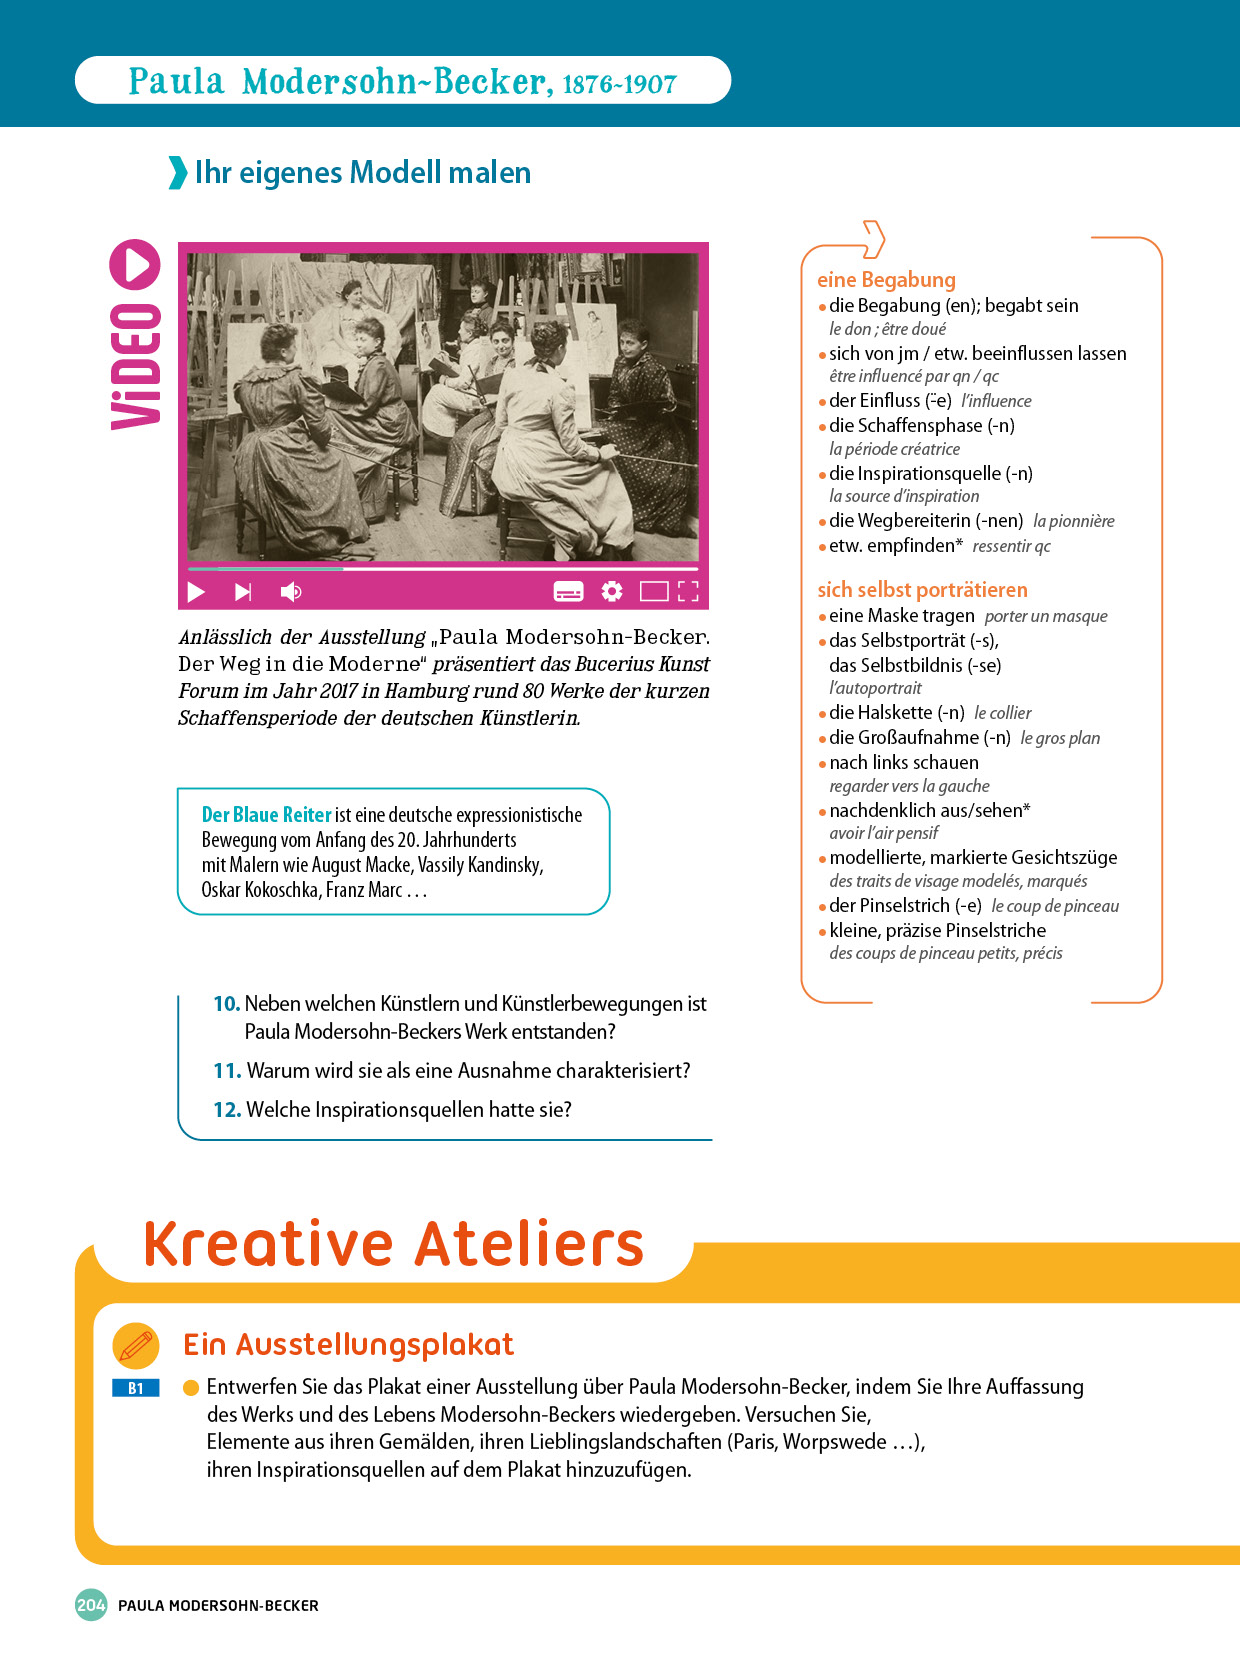 Paula Modersohn-Becker, 1876-1907
Ihr eigenes Modell malen
ViDEO
Anlässlich der Ausstellung „Paula Modersohn-Becker.
Der Weg in die Moderne“ präsentiert das Bucerius Kunst
Forum im Jahr 2017 in Hamburg rund 80 Werke der kurzen
Schaffensperiode der deutschen Künstlerin.
Der Blaue Reiter ist eine deutsche expressionistische
Bewegung vom Anfang des 20. Jahrhunderts
mit Malern wie August Macke, Vassily Kandinsky,
Oskar Kokoschka, Franz Marc …
10. Neben welchen Künstlern und Künstlerbewegungen ist
Paula Modersohn-Beckers Werk entstanden?
11. Warum wird sie als eine Ausnahme charakterisiert?
12. Welche Inspirationsquellen hatte sie?
eine Begabung
• die Begabung (en); begabt sein
le don ; être doué
• sich von jm / etw. beeinflussen lassen
être influencé par qn / qc
• der Einfluss (-̈e) l’influence
• die Schaffensphase (-n)
la période créatrice
• die Inspirationsquelle (-n)
la source d’inspiration
• die Wegbereiterin (-nen) la pionnière
• etw. empfinden* ressentir qc
sich selbst porträtieren
• eine Maske tragen porter un masque
• das Selbstporträt (-s),
das Selbstbildnis (-se)
l’autoportrait
• die Halskette (-n) le collier
• die Großaufnahme (-n) le gros plan
• nach links schauen
regarder vers la gauche
• nachdenklich aus/sehen*
avoir l’air pensif
• modellierte, markierte Gesichtszüge
des traits de visage modelés, marqués
• der Pinselstrich (-e) le coup de pinceau
• kleine, präzise Pinselstriche
des coups de pinceau petits, précis
Kreative Ateliers
Ein Ausstellungsplakat
B1
● Entwerfen Sie das Plakat einer Ausstellung über Paula Modersohn-Becker, indem Sie Ihre Auffassung
des Werks und des Lebens Modersohn-Beckers wiedergeben. Versuchen Sie,
Elemente aus ihren Gemälden, ihren Lieblingslandschaften (Paris, Worpswede …),
ihren Inspirationsquellen auf dem Plakat hinzuzufügen.
204 PAULA MODERSOHN-BECKER